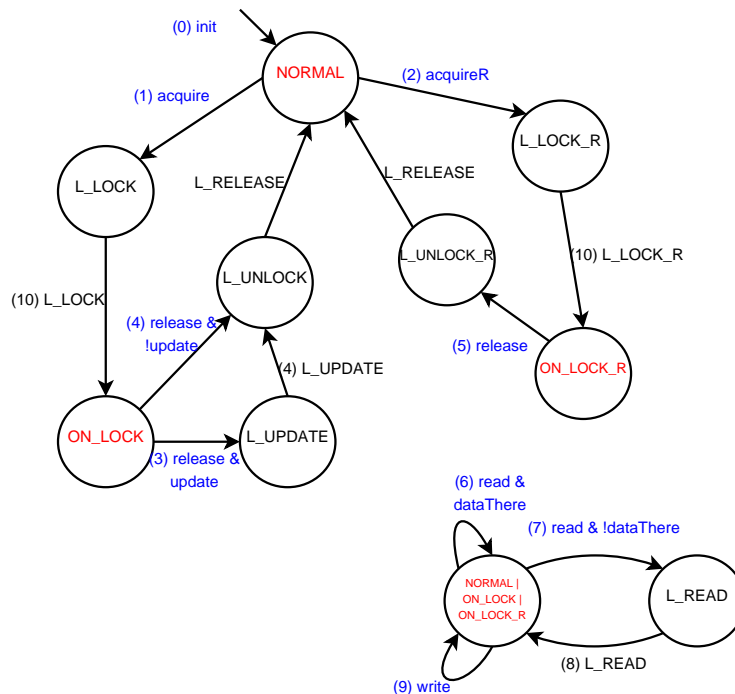 (0) init
NORMAL
(2) acquireR
(1) acquire
L_LOCK_R
L_RELEASE
L_RELEASE
L_LOCK
L_UNLOCK_R
(10) L_LOCK_R
L_UNLOCK
(10) L_LOCK
(4) release &
!update
(5) release
(4) L_UPDATE
ON_LOCK_R
ON_LOCK
L_UPDATE
(3) release &
update
(6) read &
dataThere
(7) read & !dataThere
NORMAL |
ON_LOCK |
ON_LOCK_R
L_READ
(8) L_READ
(9) write